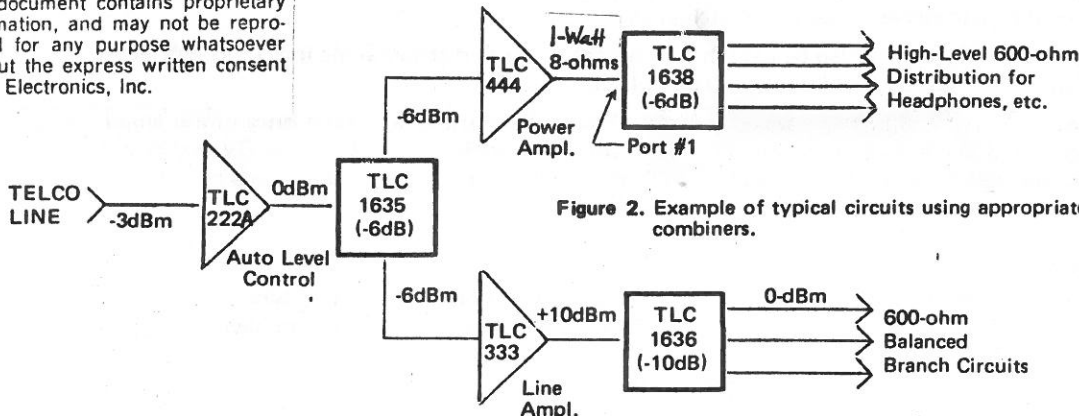 document contains proprietary
mation, and may not be repro-
for any purpose whatsoever
ut the express written consent
Electronics, Inc.
TELCO
LINE
-3dBm
TLC
222A
Auto Level
Control
0dBm
TLC
1635
(-6dB)
-6dBm
TLC
444
Power
Ampl.
1-Watt
8-ohms
TLC
1638
(-6dB)
Port #1
High-Level 600-ohm
Distribution for
Headphones, etc.
Figure 2. Example of typical circuits using appropriate
combiners.
-6dBm
TLC
333
Line
Ampl.
+10dBm
TLC
1636
(-10dB)
0-dBm
600-ohm
Balanced
Branch Circuits